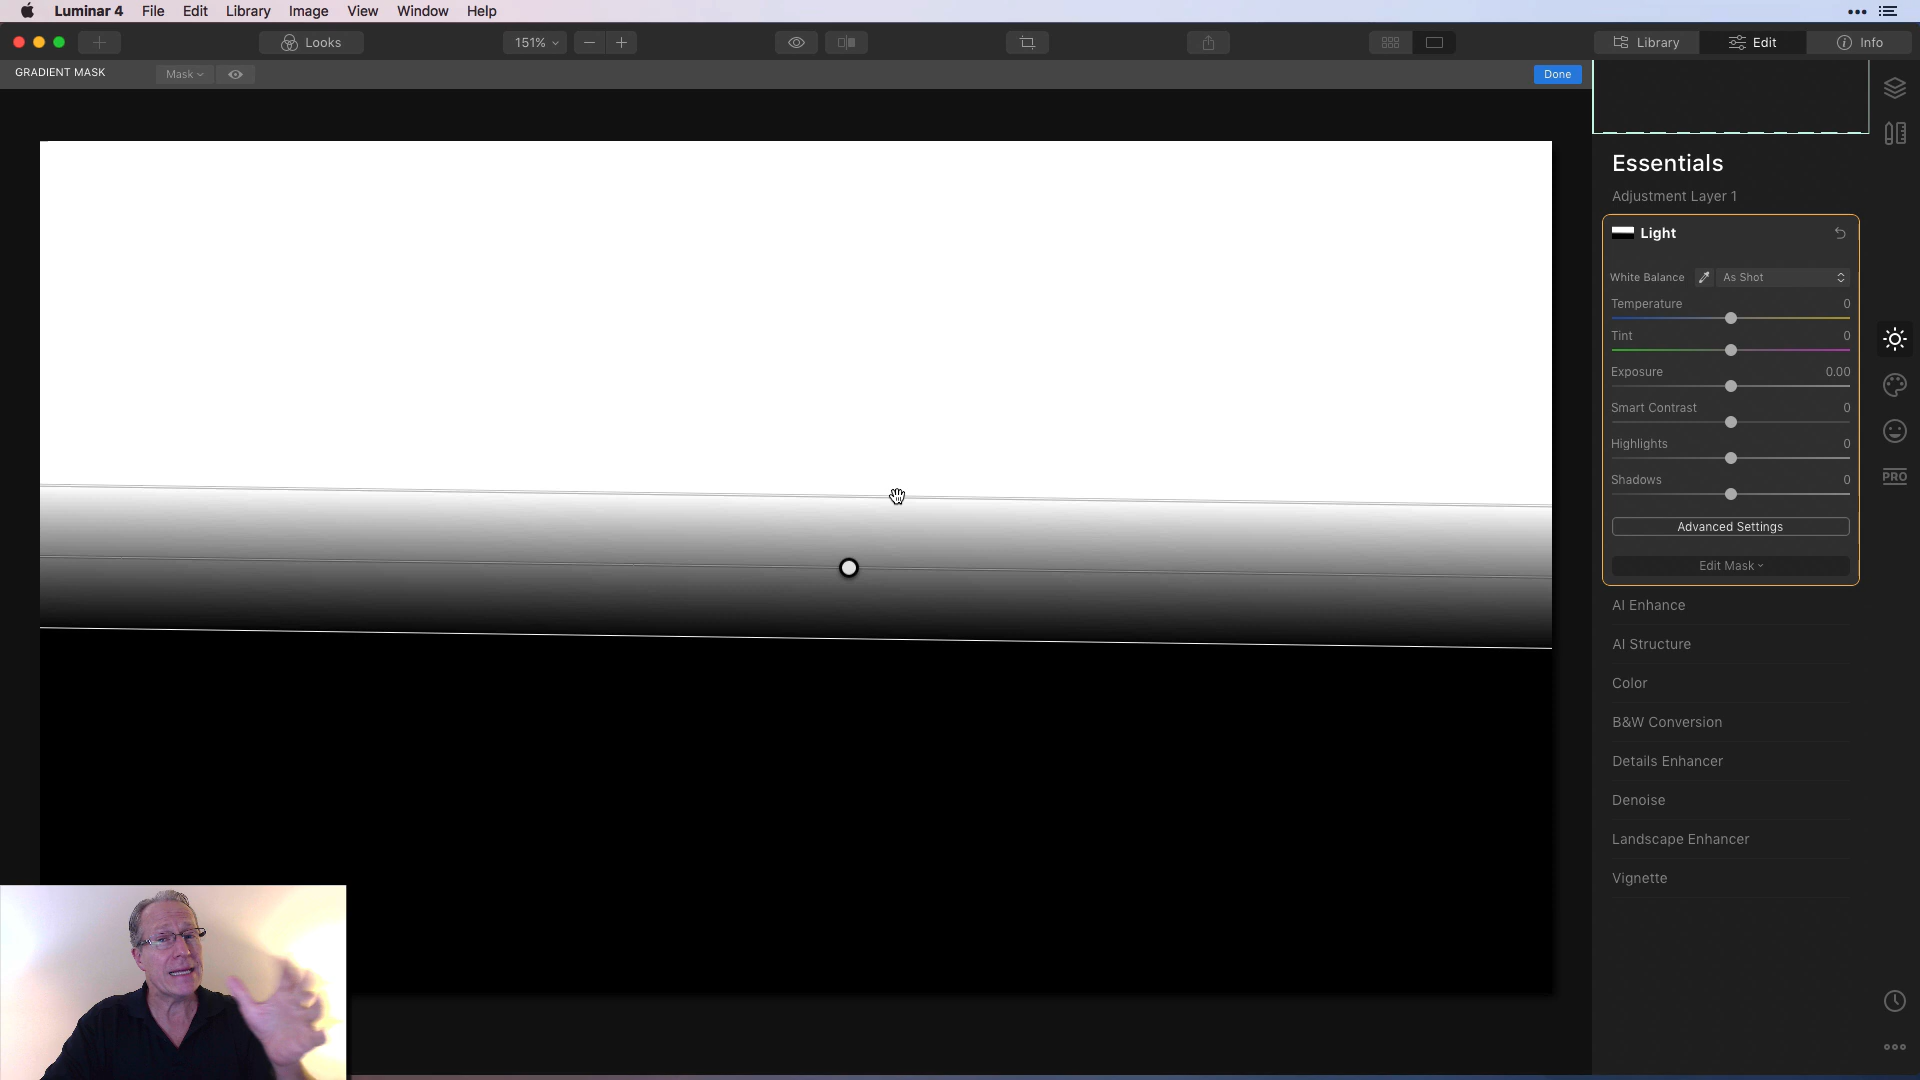 Luminar 4 File Edit Library Image View Window Help
Looks 151% Library Edit Info
GRADIENT MASK Mask Done
Essentials
Adjustment Layer 1
Light
White Balance As Shot
Temperature 0
Tint 0
Exposure 0.00
Smart Contrast 0
Highlights 0
Shadows 0
PRO
Advanced Settings
Edit Mask
AI Enhance
AI Structure
Color
B&W Conversion
Details Enhancer
Denoise
Landscape Enhancer
Vignette